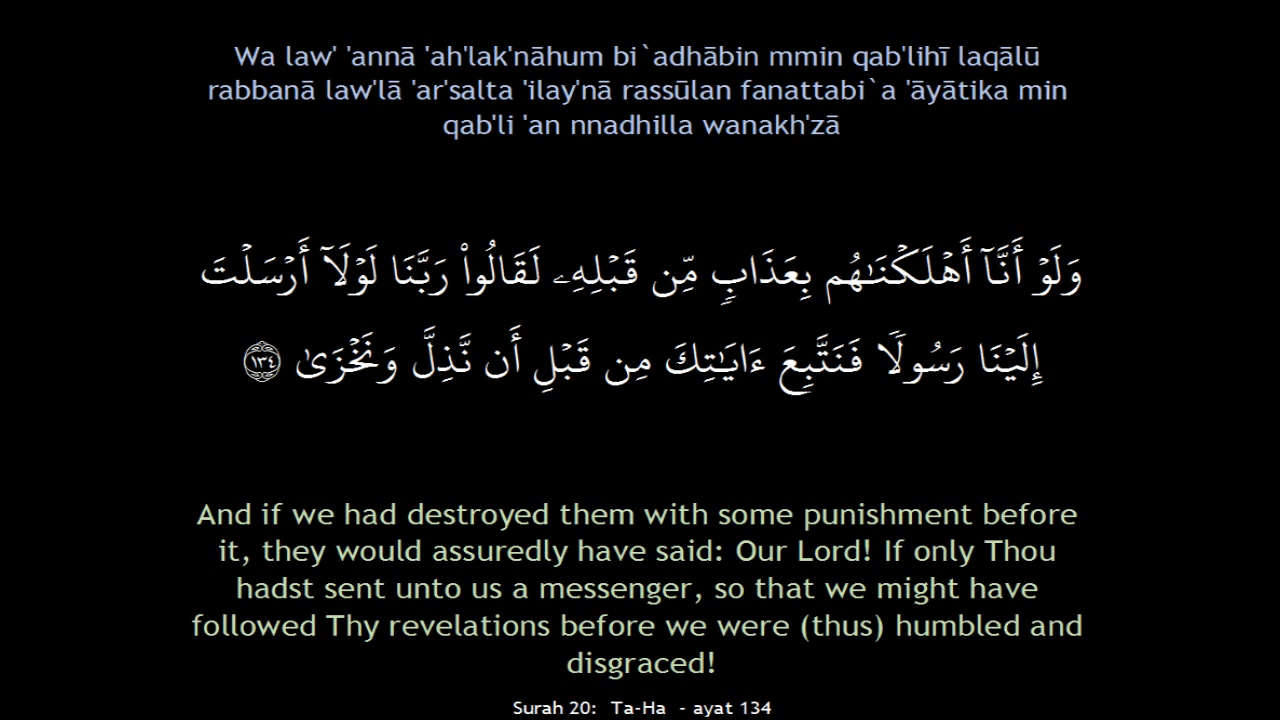 Wa law' 'annā 'ah'lak'nāhum bi`adhābin mmin qab'lihī laqālū
rabbanā law'lā 'ar'salta 'ilay'nā rassūlan fanattabi`a 'āyātika min
qab'li 'an nnadhilla wanakh'zā
وَلَوۡ أَنَّآ أَهۡلَكۡنَٰهُم بِعَذَابٖ مِّن قَبۡلِهِۦ لَقَالُواْ رَبَّنَا لَوۡلَآ أَرۡسَلۡتَ
إِلَيۡنَا رَسُولٗا فَنَتَّبِعَ ءَايَٰتِكَ مِن قَبۡلِ أَن نَّذِلَّ وَنَخۡزَىٰ ١٣٤
And if we had destroyed them with some punishment before
it, they would assuredly have said: Our Lord! If only Thou
hadst sent unto us a messenger, so that we might have
followed Thy revelations before we were (thus) humbled and
disgraced!
Surah 20: Ta-Ha - ayat 134